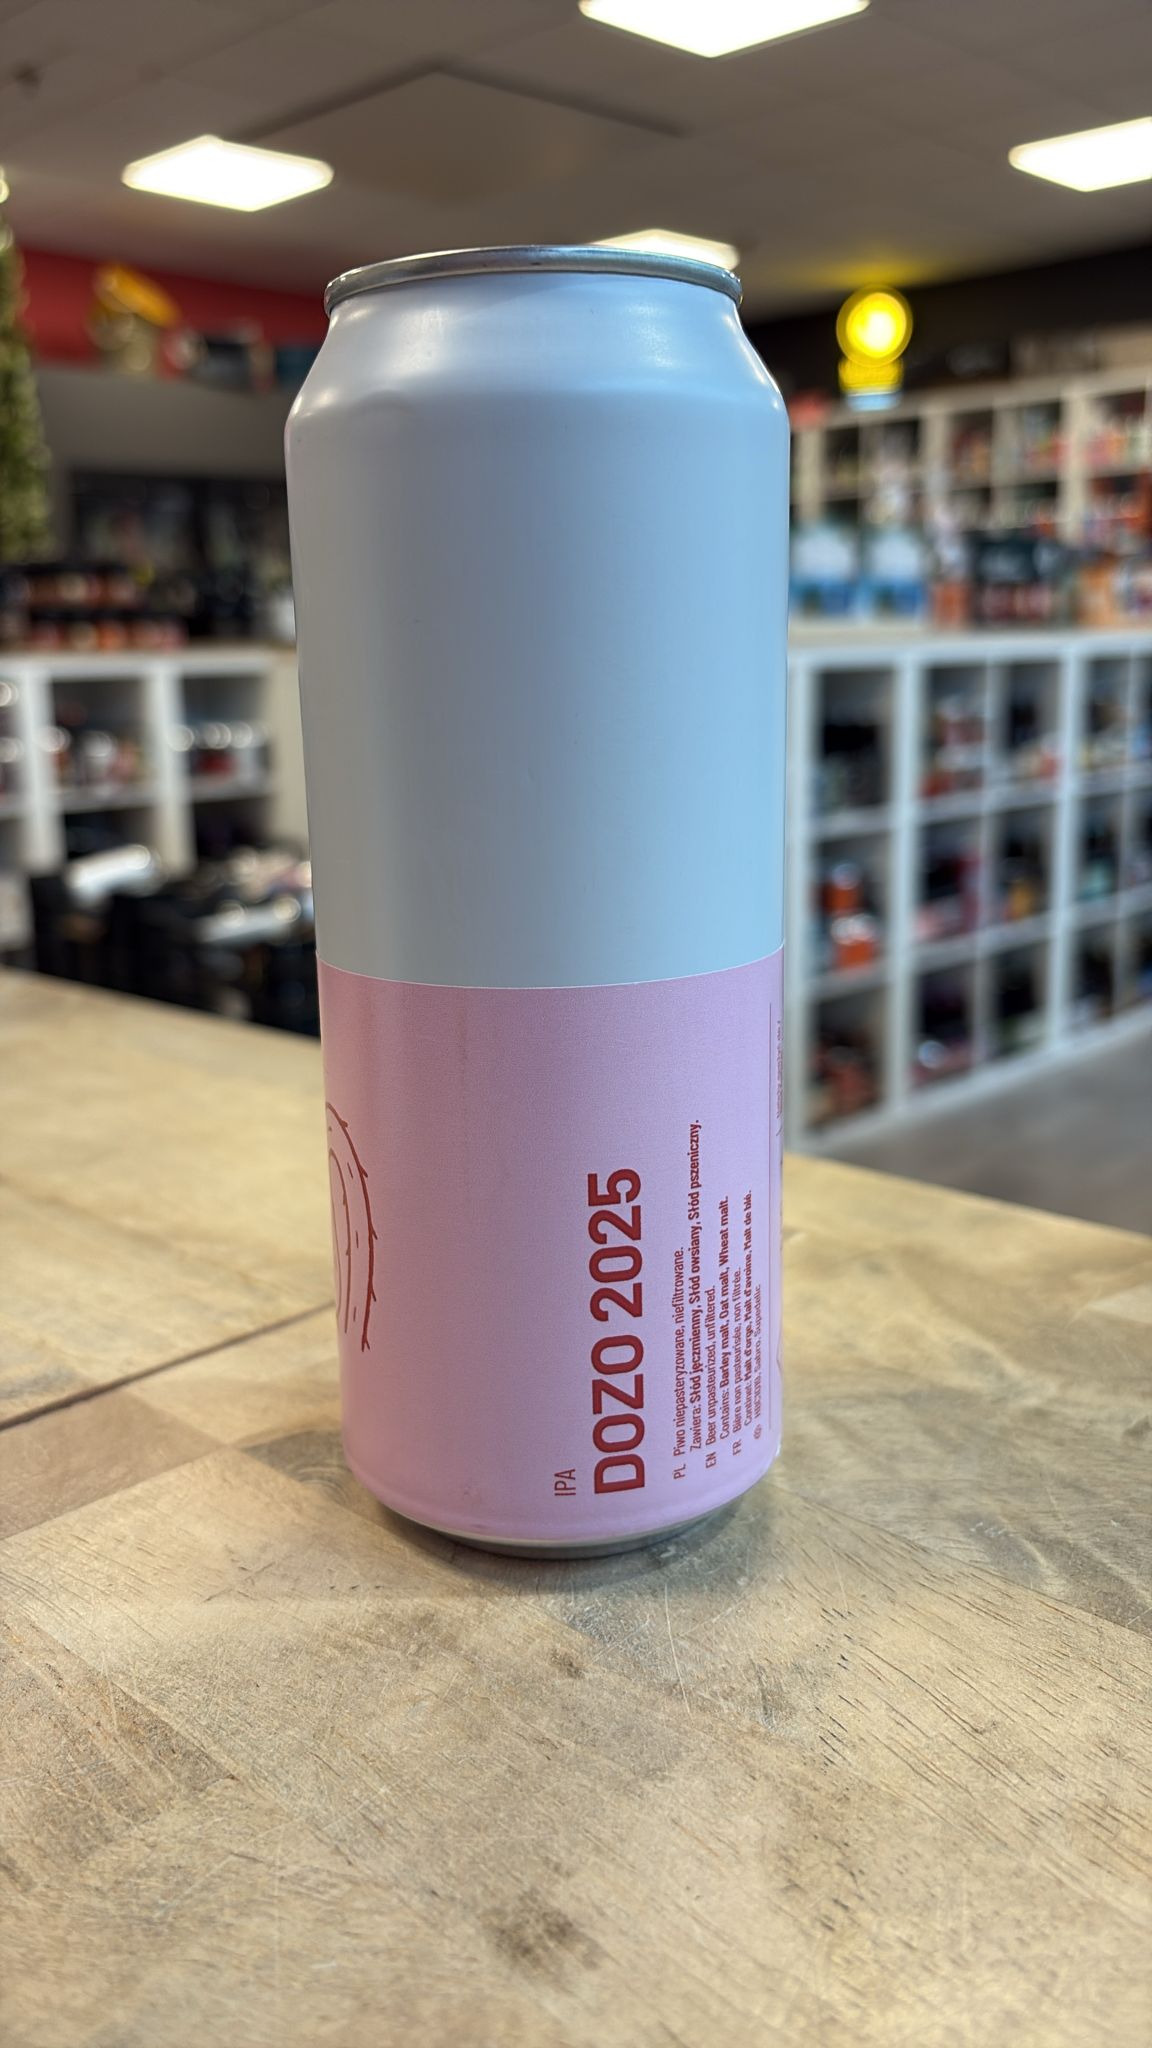 IPA
DOZO 2025
PL Piwo niepasteryzowane, niefiltrowane.
Zawiera: Słód jęczmienny, Słód owsiany, Słód pszeniczny.
EN Beer unpasteurized, unfiltered.
Contains: Barley malt, Oat malt, Wheat malt.
FR Bière non pasteurisée, non filtrée.
Contient: Malt d'orge, Malt d'avoine, Malt de blé.
Sabro, Superdelic